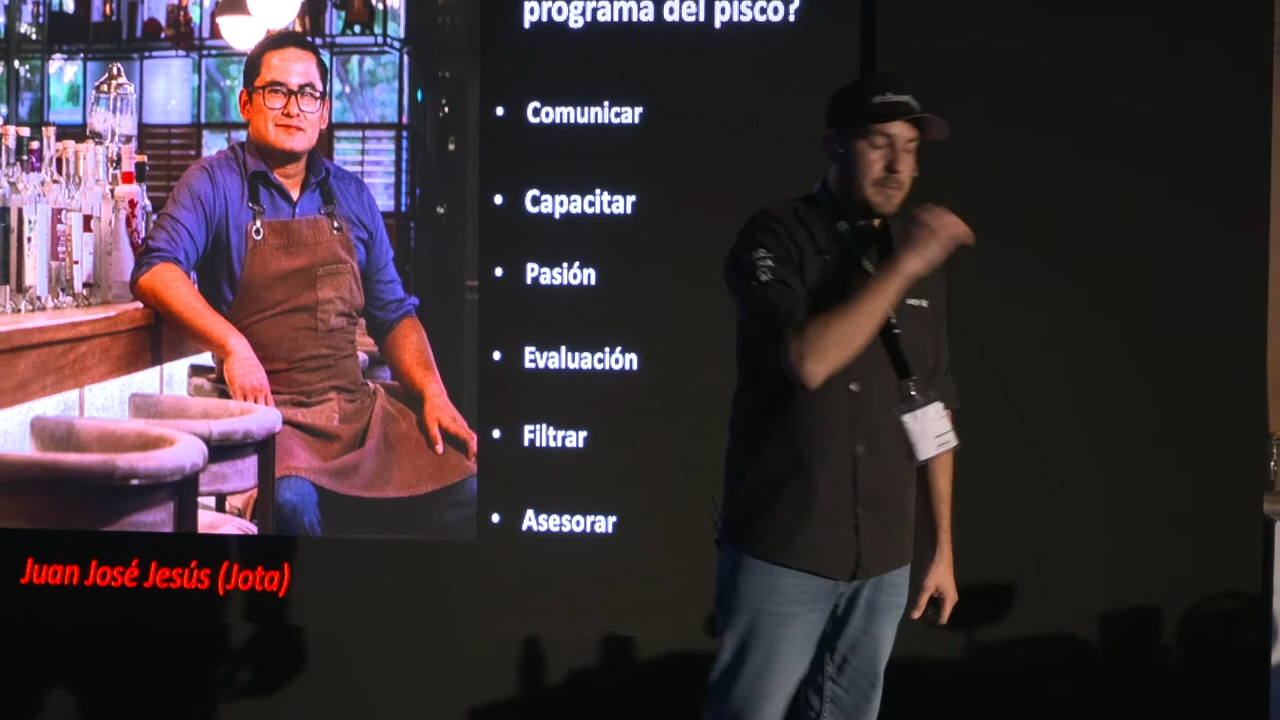 programa del pisco?
• Comunicar
• Capacitar
• Pasión
• Evaluación
• Filtrar
• Asesorar
Juan José Jesús (Jota)